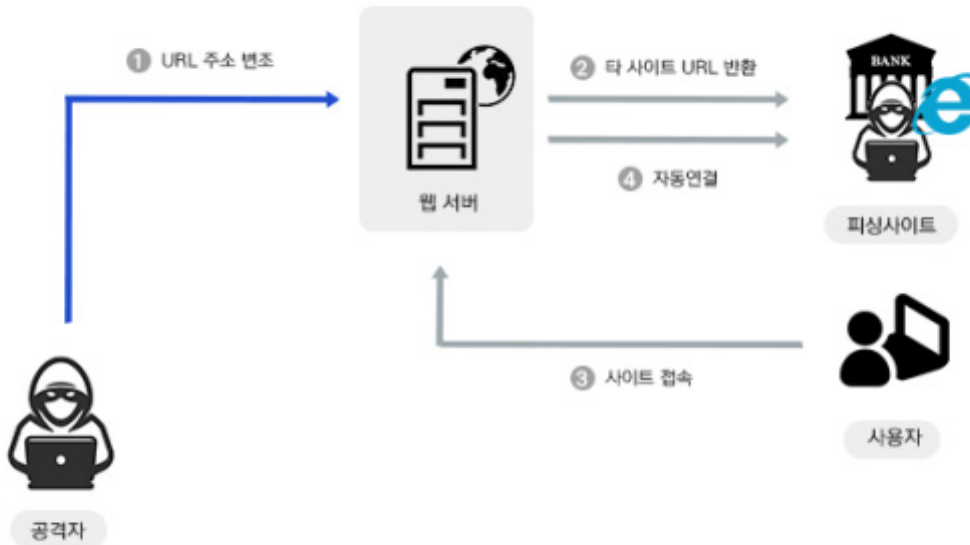 ① URL 주소 변조
② 타 사이트 URL 반환
BANK
④ 자동연결
웹 서버
피싱사이트
③ 사이트 접속
사용자
공격자